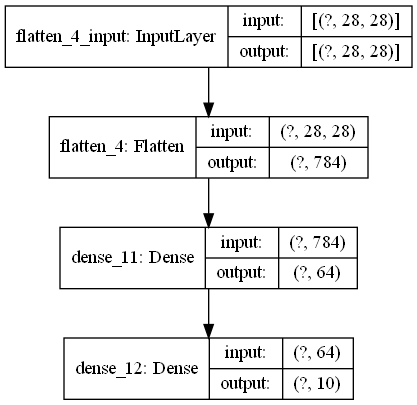 flatten_4_input: InputLayer
input:
[(?, 28, 28)]
output:
[(?, 28, 28)]
flatten_4: Flatten
input:
(?, 28, 28)
output:
(?, 784)
dense_11: Dense
input:
(?, 784)
output:
(?, 64)
dense_12: Dense
input:
(?, 64)
output:
(?, 10)